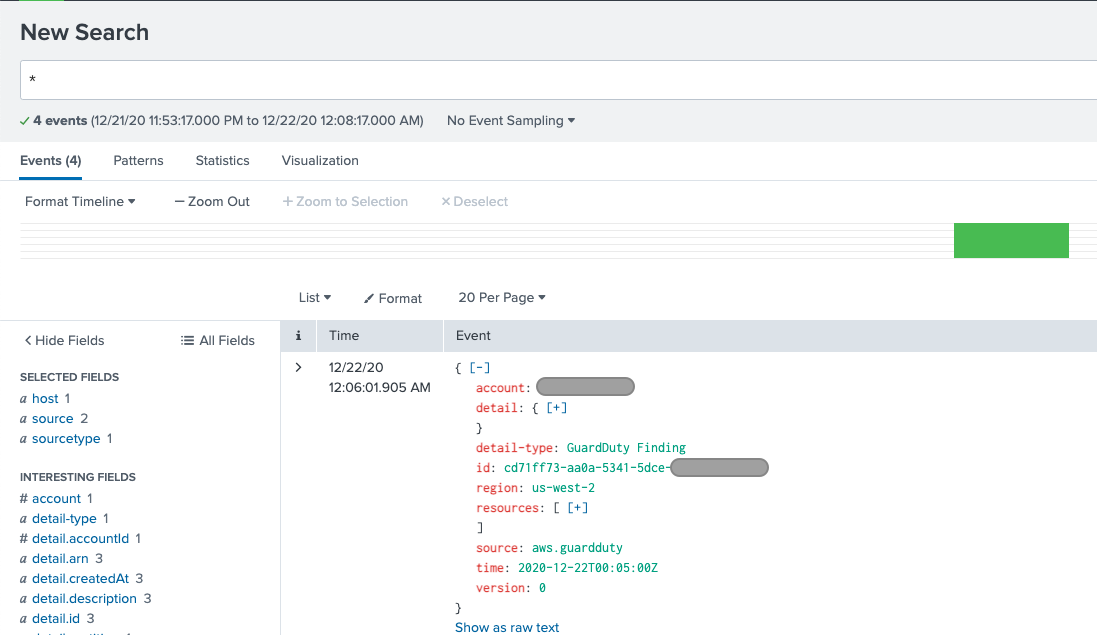 New Search
*
✓ 4 events (12/21/20 11:53:17.000 PM to 12/22/20 12:08:17.000 AM) No Event Sampling ▾
Events (4) Patterns Statistics Visualization
Format Timeline ▾ — Zoom Out + Zoom to Selection × Deselect
List ▾ Format 20 Per Page ▾
< Hide Fields All Fields
i Time Event
SELECTED FIELDS
a host 1
a source 2
a sourcetype 1
INTERESTING FIELDS
# account 1
a detail-type 1
# detail.accountId 1
a detail.arn 3
a detail.createdAt 3
a detail.description 3
a detail.id 3
> 12/22/20
12:06:01.905 AM
{ [-]
account:
detail: { [+]
}
detail-type: GuardDuty Finding
id: cd71ff73-aa0a-5341-5dce-
region: us-west-2
resources: [ [+]
]
source: aws.guardduty
time: 2020-12-22T00:05:00Z
version: 0
}
Show as raw text